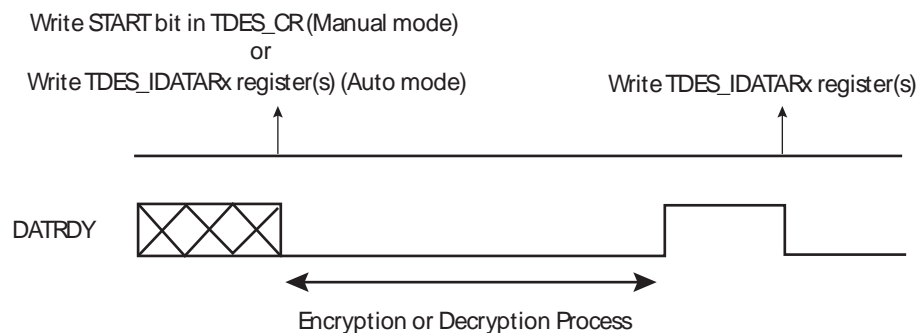 Write START bit in TDES_CR (Manual mode)
or
Write TDES_IDATARx register(s) (Auto mode)
Write TDES_IDATARx register(s)
DATRDY
Encryption or Decryption Process